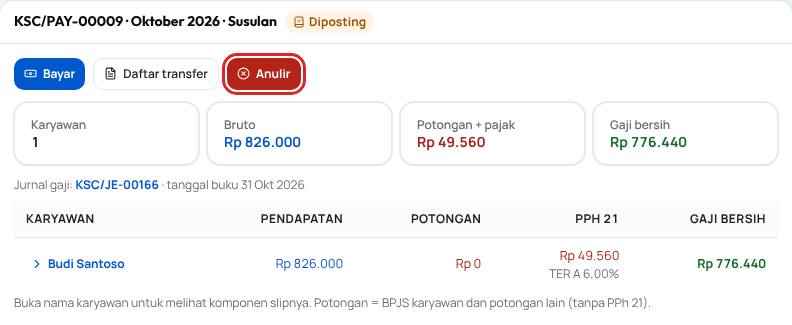 KSC/PAY-00009 · Oktober 2026 · Susulan Diposting
Bayar Daftar transfer Anulir
Karyawan Bruto Potongan + pajak Gaji bersih
1 Rp 826.000 Rp 49.560 Rp 776.440
Jurnal gaji: KSC/JE-00166 · tanggal buku 31 Okt 2026
KARYAWAN PENDAPATAN POTONGAN PPH 21 GAJI BERSIH
Budi Santoso Rp 826.000 Rp 0 Rp 49.560 Rp 776.440
TER A 6,00%
Buka nama karyawan untuk melihat komponen slipnya. Potongan = BPJS karyawan dan potongan lain (tanpa PPh 21).